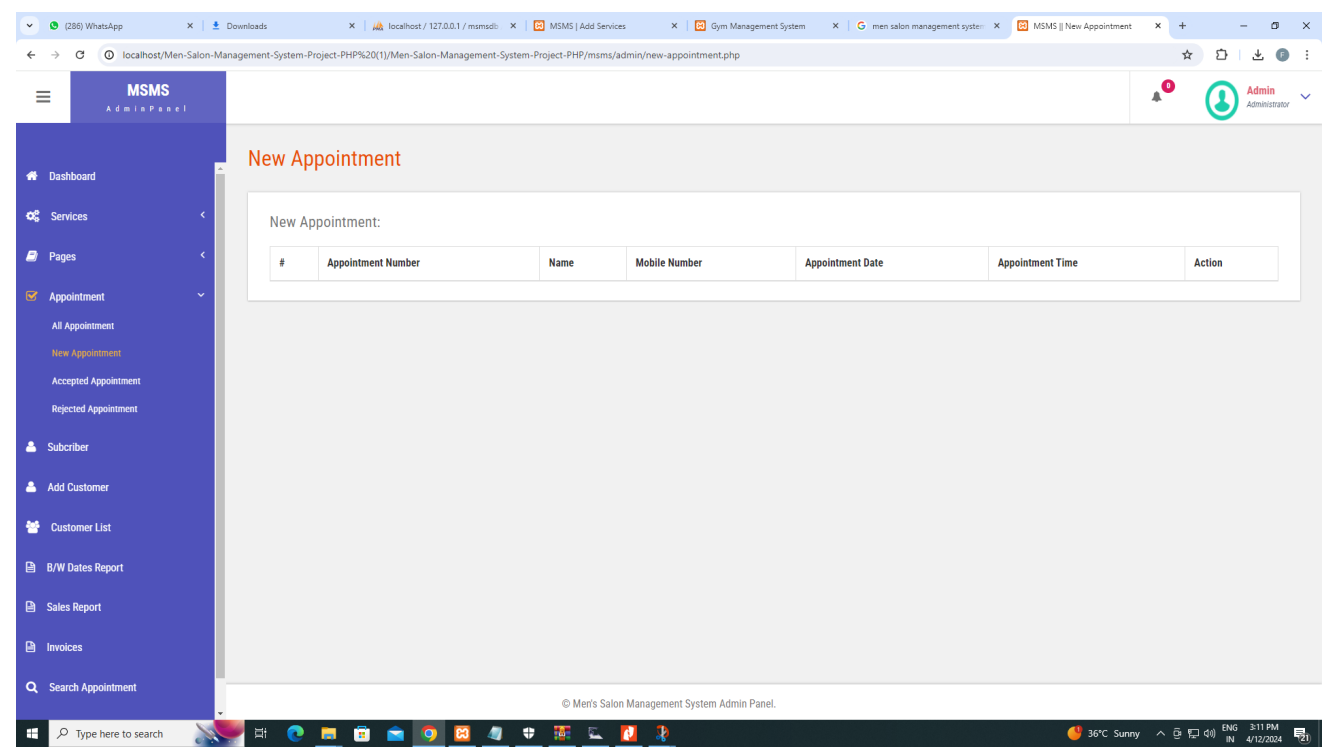 (286) WhatsApp
Downloads
localhost / 127.0.0.1 / msmsdb
MSMS | Add Services
Gym Management System
men salon management system
MSMS || New Appointment
localhost/Men-Salon-Management-System-Project-PHP%20(1)/Men-Salon-Management-System-Project-PHP/msms/admin/new-appointment.php
F
MSMS
AdminPanel
0
Admin
Administrator
New Appointment
Dashboard
Services
Pages
Appointment
All Appointment
New Appointment
Accepted Appointment
Rejected Appointment
Subcriber
Add Customer
Customer List
B/W Dates Report
Sales Report
Invoices
Search Appointment
New Appointment:
# Appointment Number Name Mobile Number Appointment Date Appointment Time Action
© Men's Salon Management System Admin Panel.
Type here to search
36°C Sunny
ENG
IN
3:11 PM
4/12/2024
21